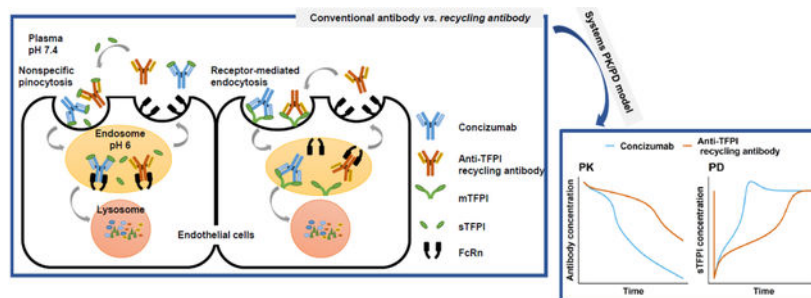 Conventional antibody vs. recycling antibody
Plasma
pH 7.4
Nonspecific
pinocytosis
Receptor-mediated
endocytosis
Endosome
pH 6
Lysosome
Endothelial cells
Concizumab
Anti-TFPI
recycling antibody
mTFPI
sTFPI
FcRn
Systems PK/PD
model
Concizumab
Anti-TFPI
recycling antibody
PK
PD
Antibody concentration
Time
sTFPI concentration
Time